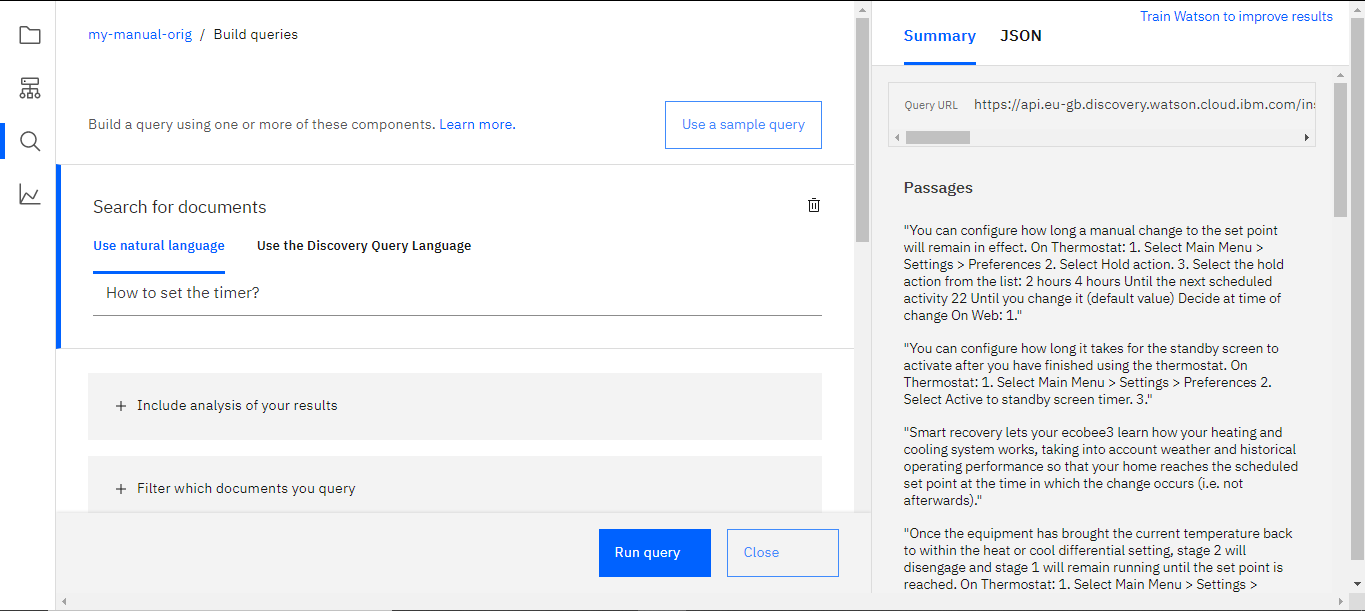 my-manual-orig / Build queries
Build a query using one or more of these components. Learn more.
Use a sample query
Search for documents
Use natural language
Use the Discovery Query Language
How to set the timer?
+ Include analysis of your results
+ Filter which documents you query
Run query
Close
Train Watson to improve results
Summary
JSON
Query URL https://api.eu-gb.discovery.watson.cloud.ibm.com/in
Passages
"You can configure how long a manual change to the set point
will remain in effect. On Thermostat: 1. Select Main Menu >
Settings > Preferences 2. Select Hold action. 3. Select the hold
action from the list: 2 hours 4 hours Until the next scheduled
activity 22 Until you change it (default value) Decide at time of
change On Web: 1."
"You can configure how long it takes for the standby screen to
activate after you have finished using the thermostat. On
Thermostat: 1. Select Main Menu > Settings > Preferences 2.
Select Active to standby screen timer. 3."
"Smart recovery lets your ecobee3 learn how your heating and
cooling system works, taking into account weather and historical
operating performance so that your home reaches the scheduled
set point at the time in which the change occurs (i.e. not
afterwards)."
"Once the equipment has brought the current temperature back
to within the heat or cool differential setting, stage 2 will
disengage and stage 1 will remain running until the set point is
reached. On Thermostat: 1. Select Main Menu > Settings >